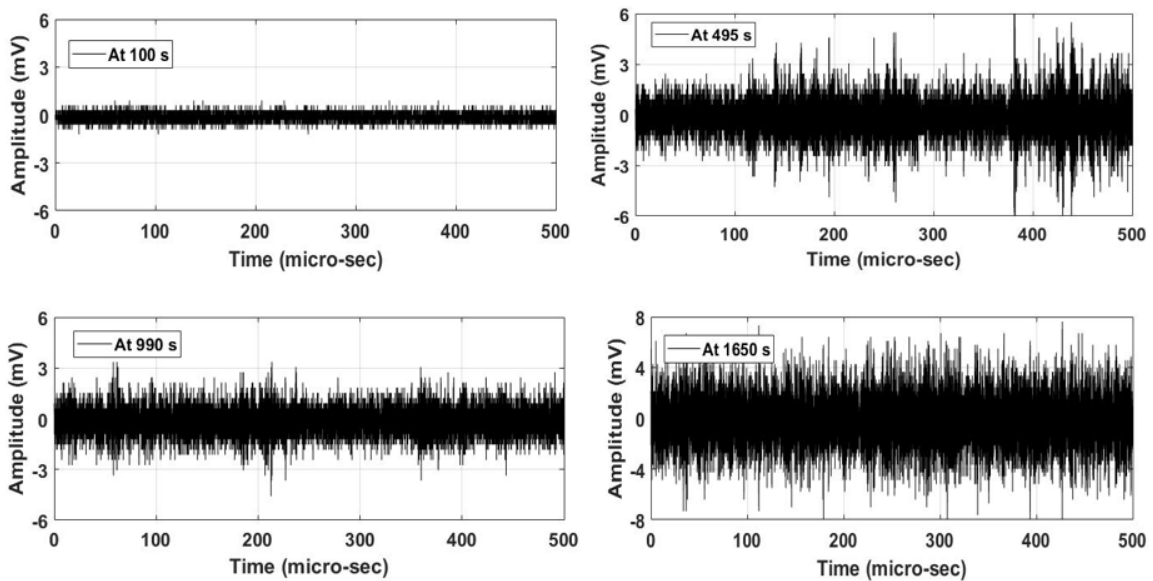 At 100 s
Amplitude (mV)
6
3
0
-3
-6
0 100 200 300 400 500
Time (micro-sec)
At 495 s
Amplitude (mV)
6
3
0
-3
-6
0 100 200 300 400 500
Time (micro-sec)
At 990 s
Amplitude (mV)
6
3
0
-3
-6
0 100 200 300 400 500
Time (micro-sec)
At 1650 s
Amplitude (mV)
8
4
0
-4
-8
0 100 200 300 400 500
Time (micro-sec)